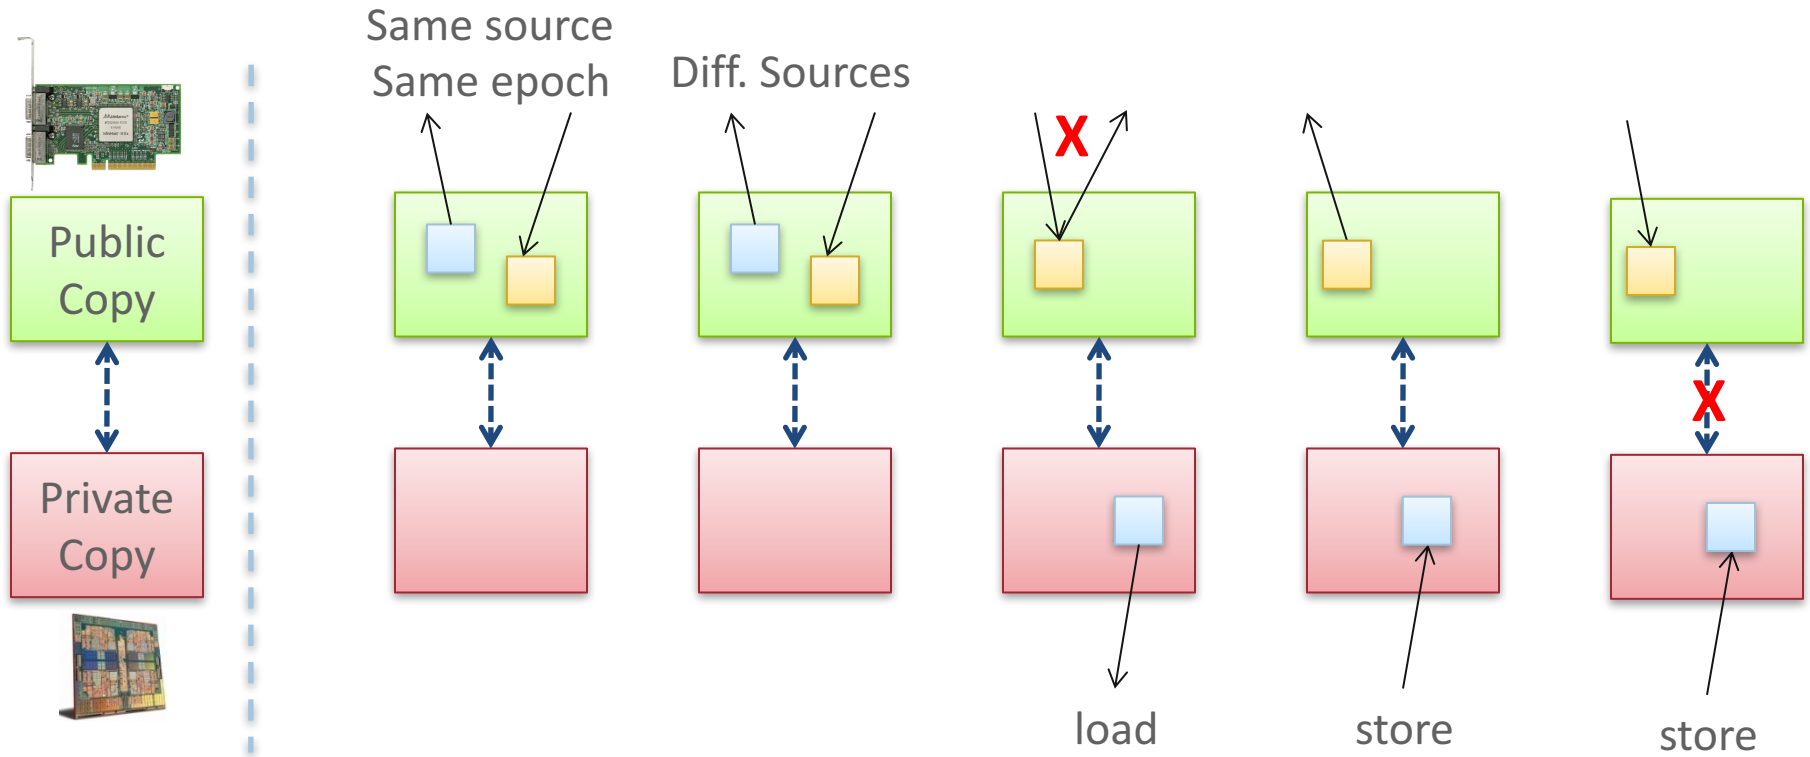 Same source
Same epoch
Diff. Sources
X
Public
Copy
X
Private
Copy
load
store
store